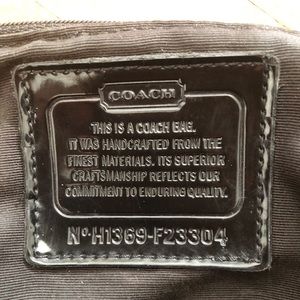 COACH
THIS IS A COACH BAG.
IT WAS HANDCRAFTED FROM THE
FINEST MATERIALS. ITS SUPERIOR
CRAFTSMANSHIP REFLECTS OUR
COMMITMENT TO ENDURING QUALITY.
Nº H1369-F23304